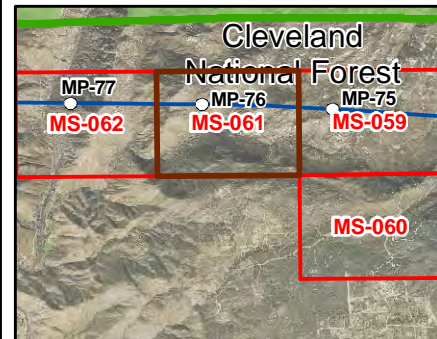 Cleveland
National Forest
MP-77
MP-76
MP-75
MS-062
MS-061
MS-059
MS-060